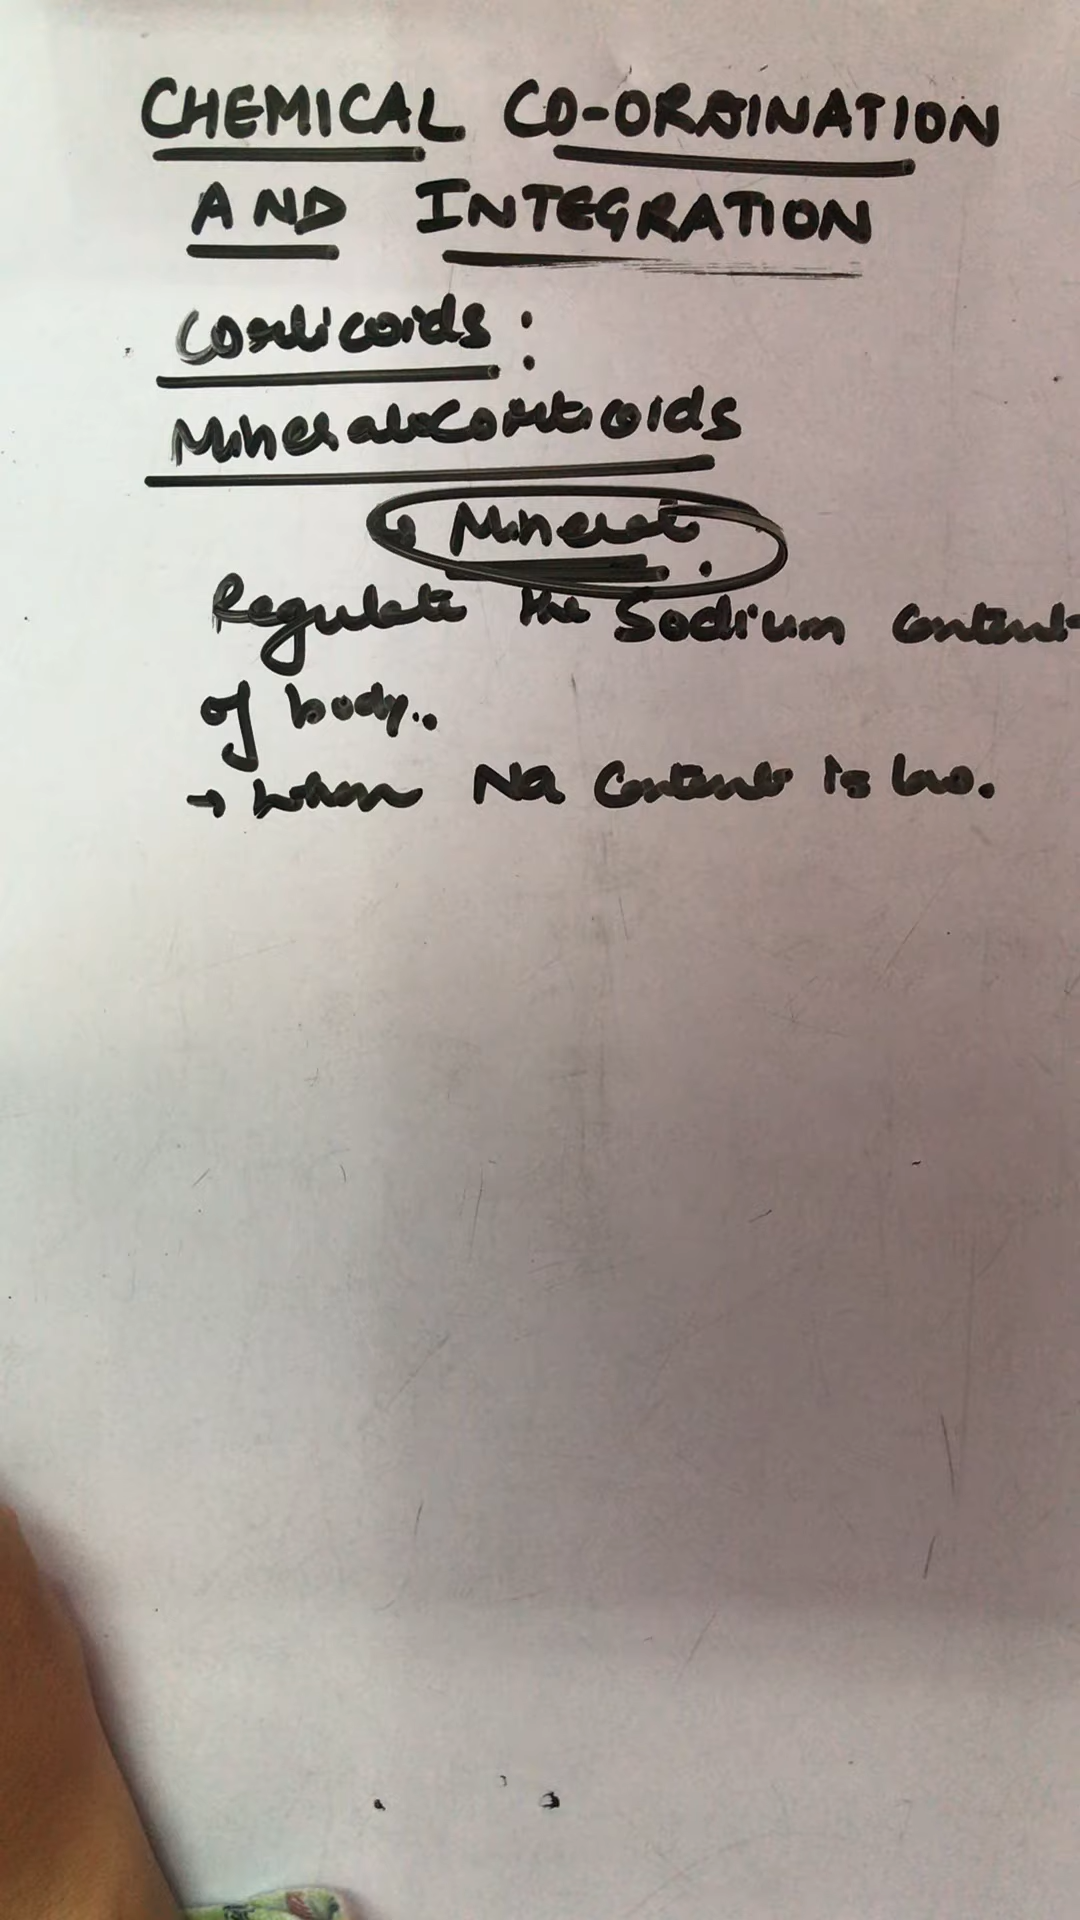 CHEMICAL CO-ORDINATION
AND INTEGRATION
Corticoids :
Mineralocorticoids
Mineral.
Regulate the Sodium Content
of body..
→ When Na Content is low.